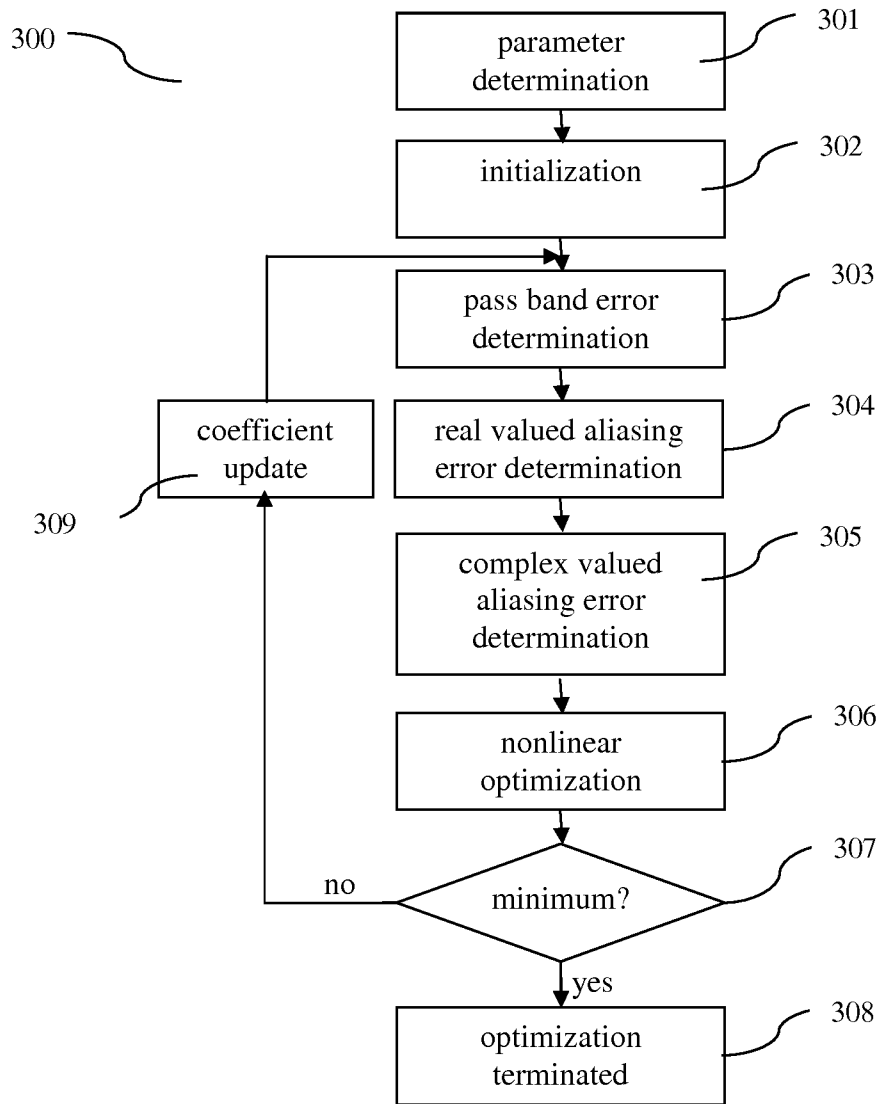 300
301
parameter
determination
302
initialization
303
pass band error
determination
304
real valued aliasing
error determination
coefficient
update
309
305
complex valued
aliasing error
determination
306
nonlinear
optimization
307
no
minimum?
yes
308
optimization
terminated